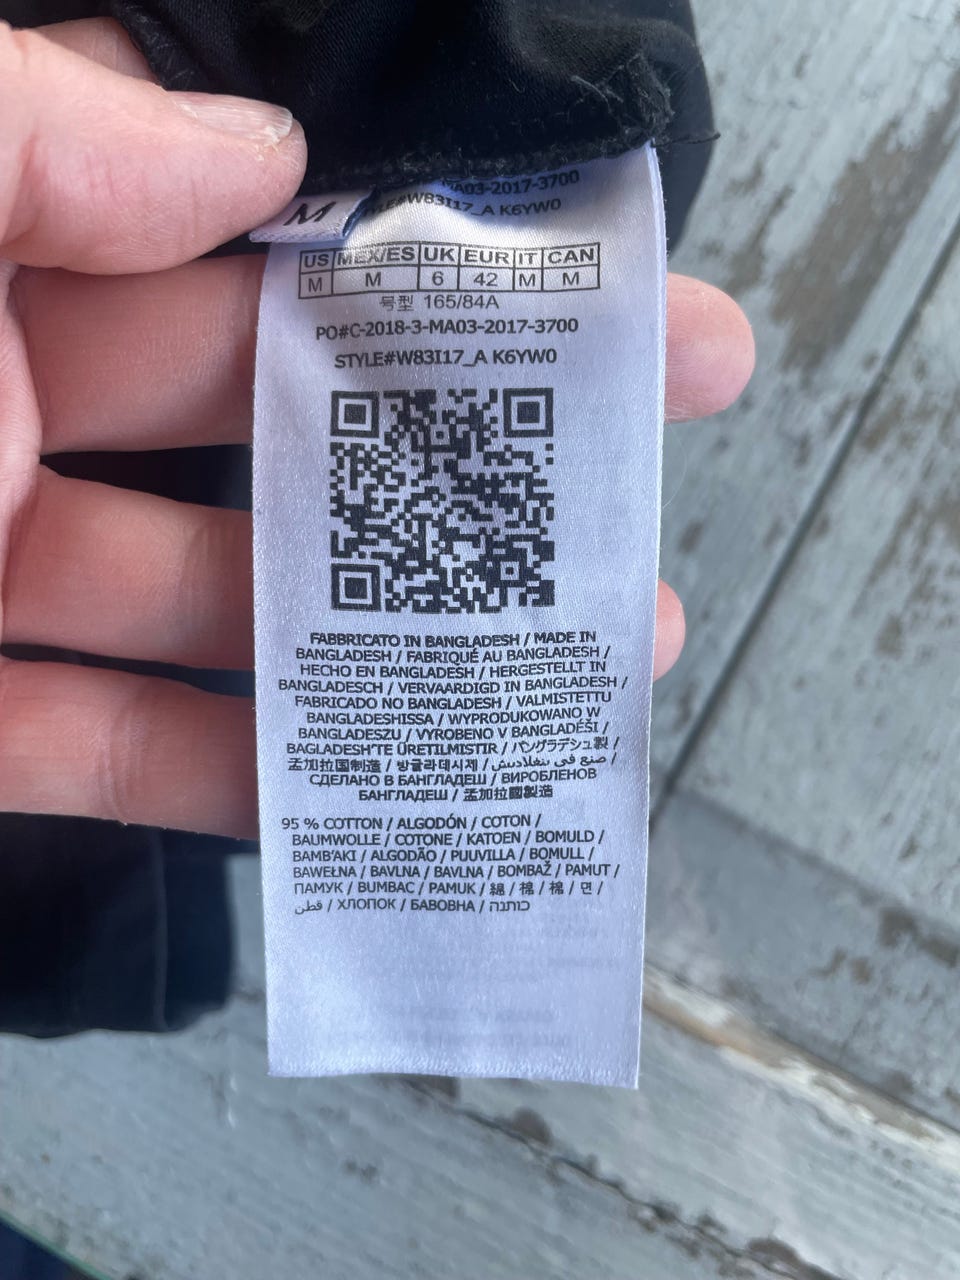 MA03-2017-3700
W83I17_A K6YW0
M
US MEX/ES UK EUR IT CAN
M M 6 42 M M
号型 165/84A
PO#C-2018-3-MA03-2017-3700
STYLE#W83I17_A K6YW0
FABBRICATO IN BANGLADESH / MADE IN
BANGLADESH / FABRIQUÉ AU BANGLADESH /
HECHO EN BANGLADESH / HERGESTELLT IN
BANGLADESCH / VERVAARDIGD IN BANGLADESH /
FABRICADO NO BANGLADESH / VALMISTETTU
BANGLADESHISSA / WYPRODUKOWANO W
BANGLADESZU / VYROBENO V BANGLADÉŠI /
BAGLADESH'TE ÜRETILMISTIR / バングラデシュ製 /
孟加拉国制造 / 방글라데시제 / صنع في بنغلاديش /
СДЕЛАНО В БАНГЛАДЕШ / ВИРОБЛЕНОВ
БАНГЛАДЕШ / 孟加拉國製造
95 % COTTON / ALGODÓN / COTON /
BAUMWOLLE / COTONE / KATOEN / BOMULD /
BAMB'AKI / ALGODÃO / PUUVILLA / BOMULL /
BAWEŁNA / BAVLNA / BAVLNA / BOMBAŽ / PAMUT /
ПАМУК / BUMBAC / PAMUK / 綿 / 棉 / 棉 / 면 /
قطن / ХЛОПОК / БАВОВНА / כותנה